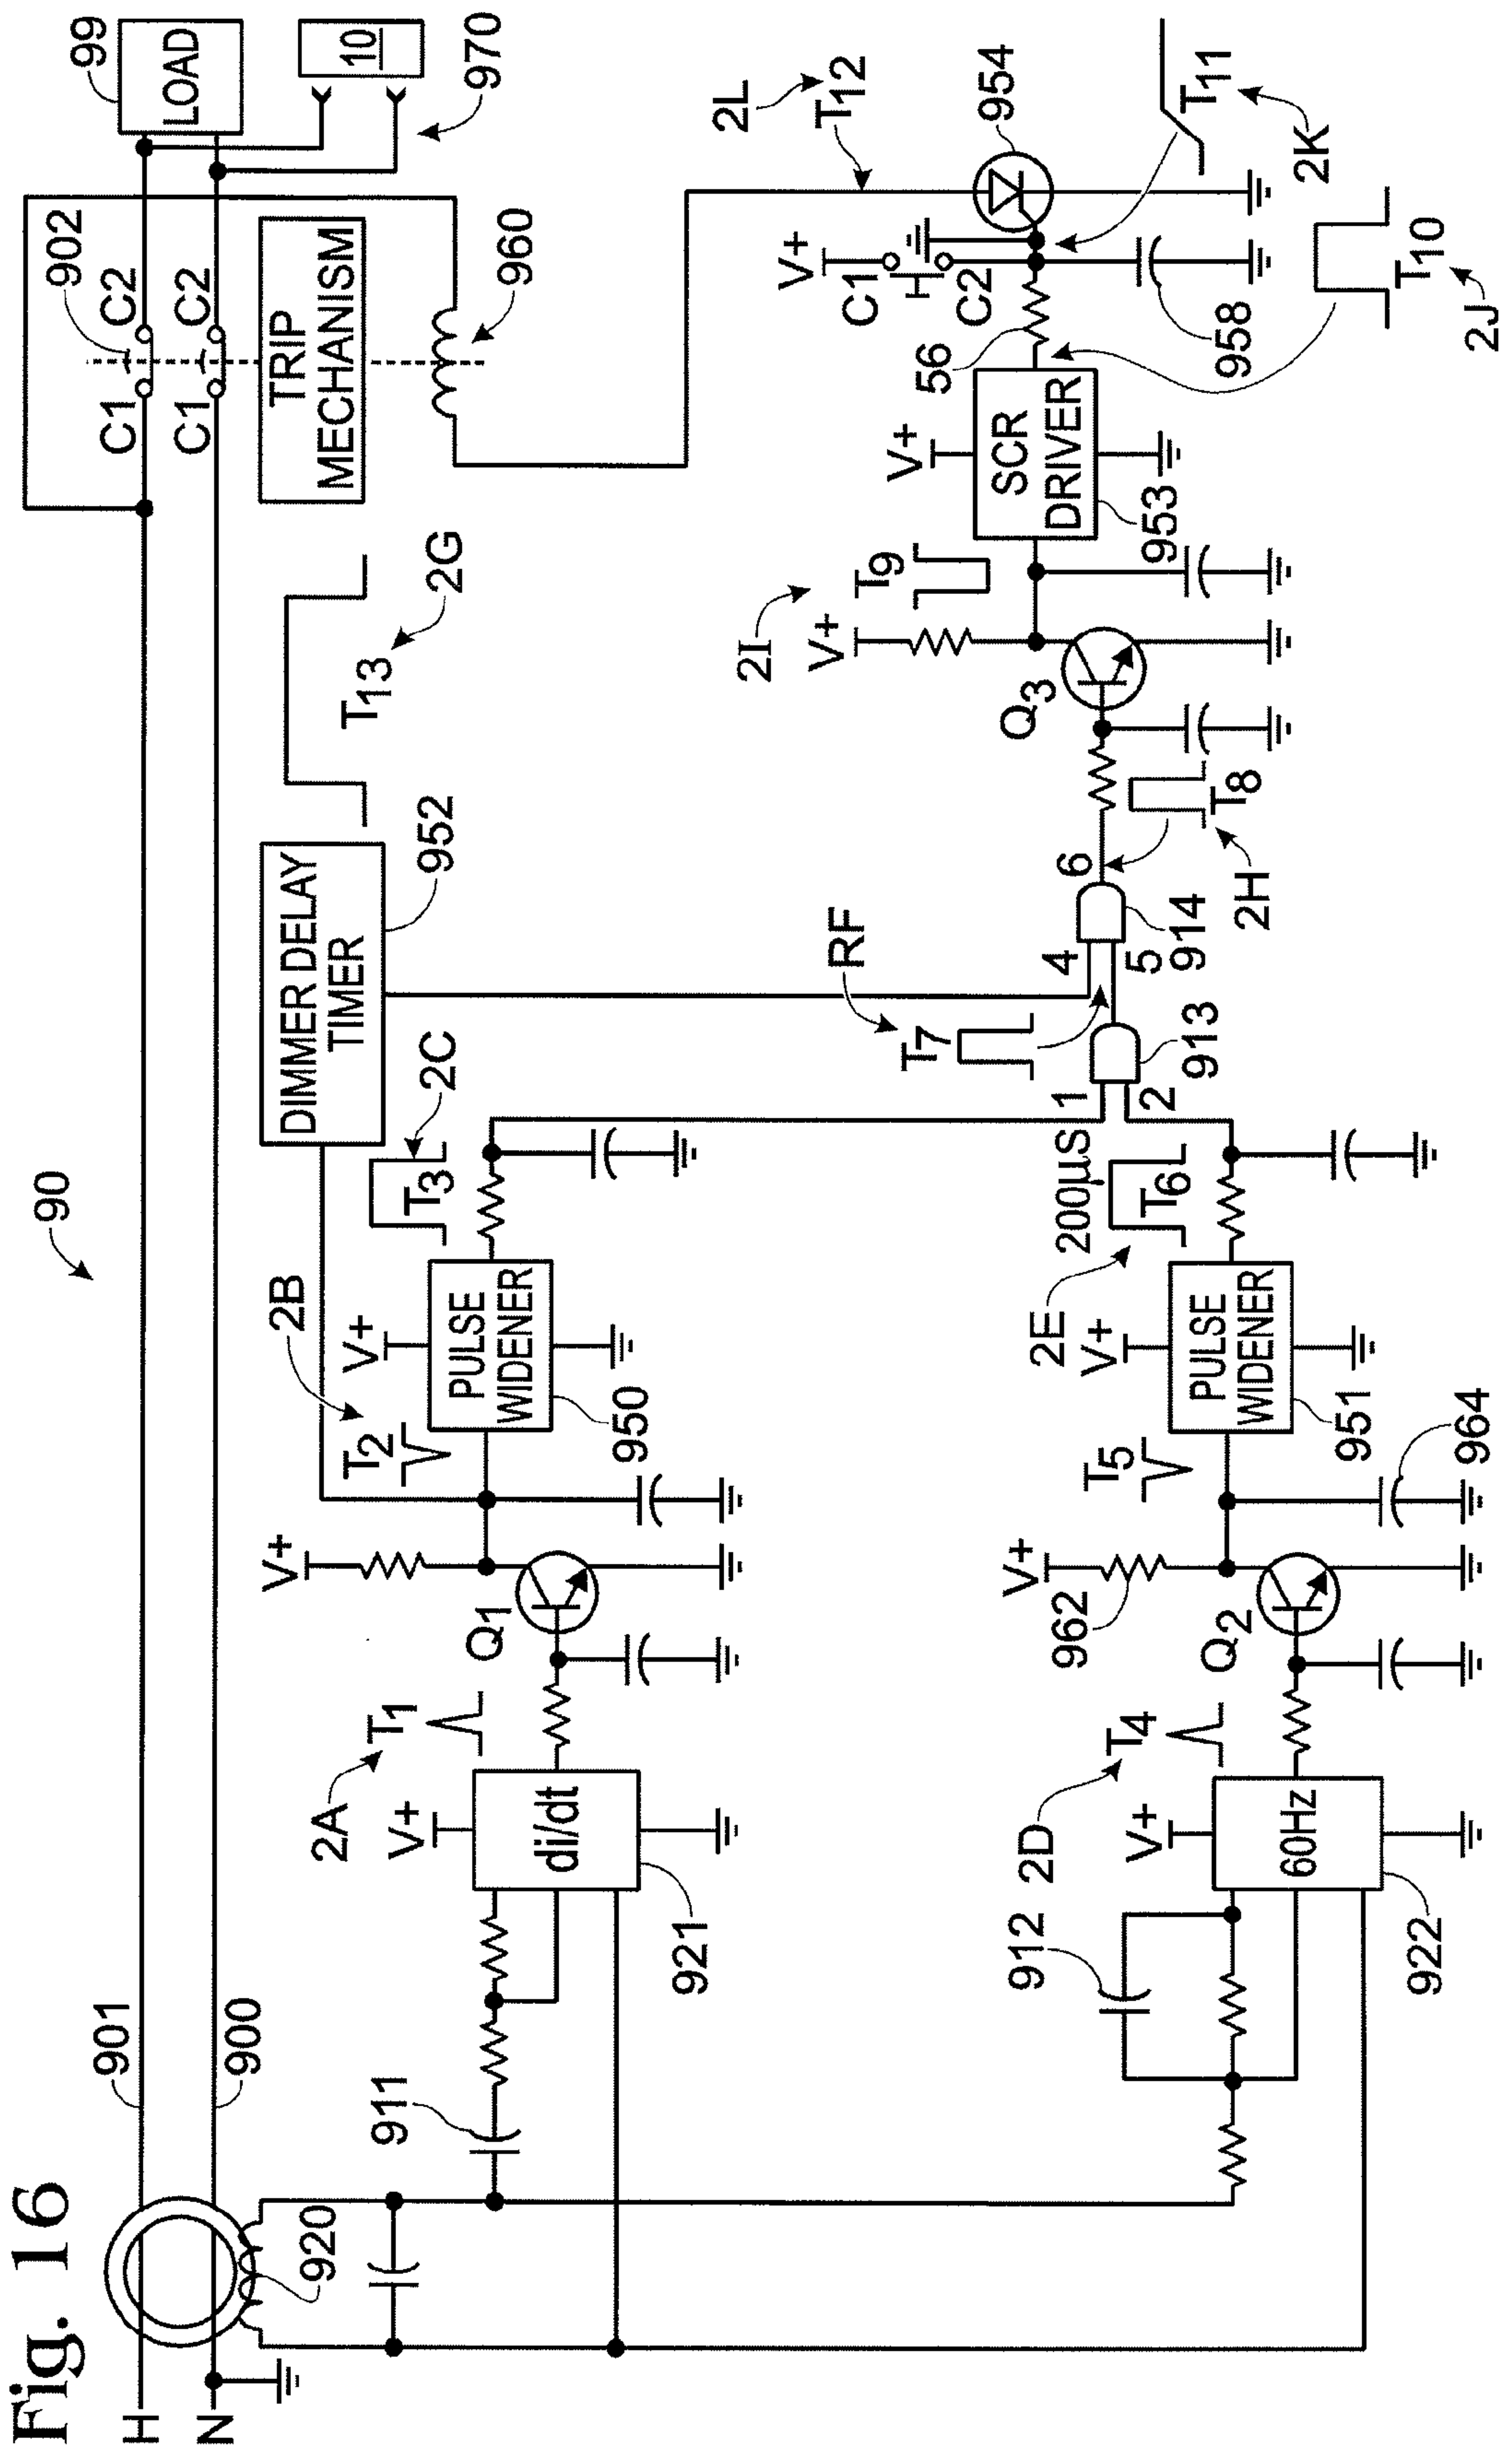 Fig. 16
90
H
N
901
900
920
902
C1
C2
C1
C2
99
LOAD
10
970
TRIP
MECHANISM
960
DIMMER DELAY
TIMER
952
T13
2G
911
921
di/dt
V+
2A
T1
Q1
V+
T2
2B
V+
PULSE
WIDENER
950
T3
2C
912
922
60Hz
V+
2D
T4
Q2
V+
962
964
T5
V+
PULSE
WIDENER
951
2E
200µS
T6
1
2
913
T7
RF
4
5
914
6
T8
2H
Q3
V+
2I
T9
V+
SCR
DRIVER
953
56
V+
C1
H
C2
958
954
2L
T12
T11
2K
T10
2J